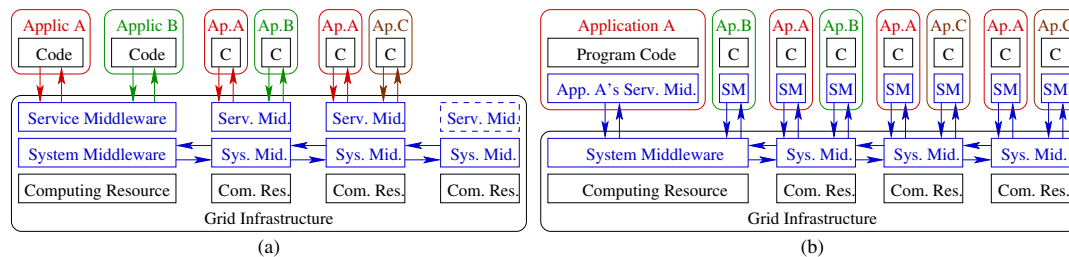 Applic A Applic B Ap.A Ap.B Ap.A Ap.C
Code Code C C C C
Service Middleware Serv. Mid. Serv. Mid. Serv. Mid.
System Middleware Sys. Mid. Sys. Mid. Sys. Mid.
Computing Resource Com. Res. Com. Res. Com. Res.
Grid Infrastructure
(a)
Application A Ap.B Ap.A Ap.B Ap.A Ap.C Ap.A Ap.C
Program Code C C C C C C C
App. A's Serv. Mid. SM SM SM SM SM SM SM
System Middleware Sys. Mid. Sys. Mid. Sys. Mid.
Computing Resource Com. Res. Com. Res. Com. Res.
Grid Infrastructure
(b)